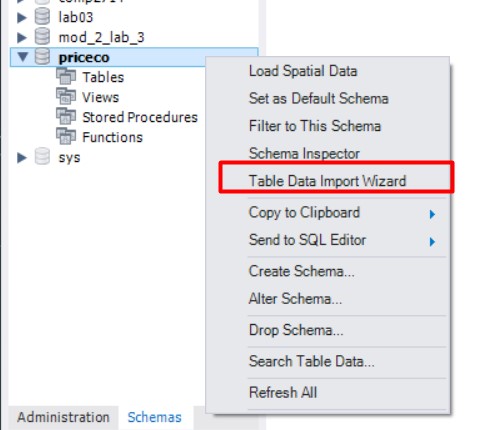 lab03
mod_2_lab_3
priceco
Tables
Views
Stored Procedures
Functions
sys
Load Spatial Data
Set as Default Schema
Filter to This Schema
Schema Inspector
Table Data Import Wizard
Copy to Clipboard
Send to SQL Editor
Create Schema...
Alter Schema...
Drop Schema...
Search Table Data...
Refresh All
Administration Schemas